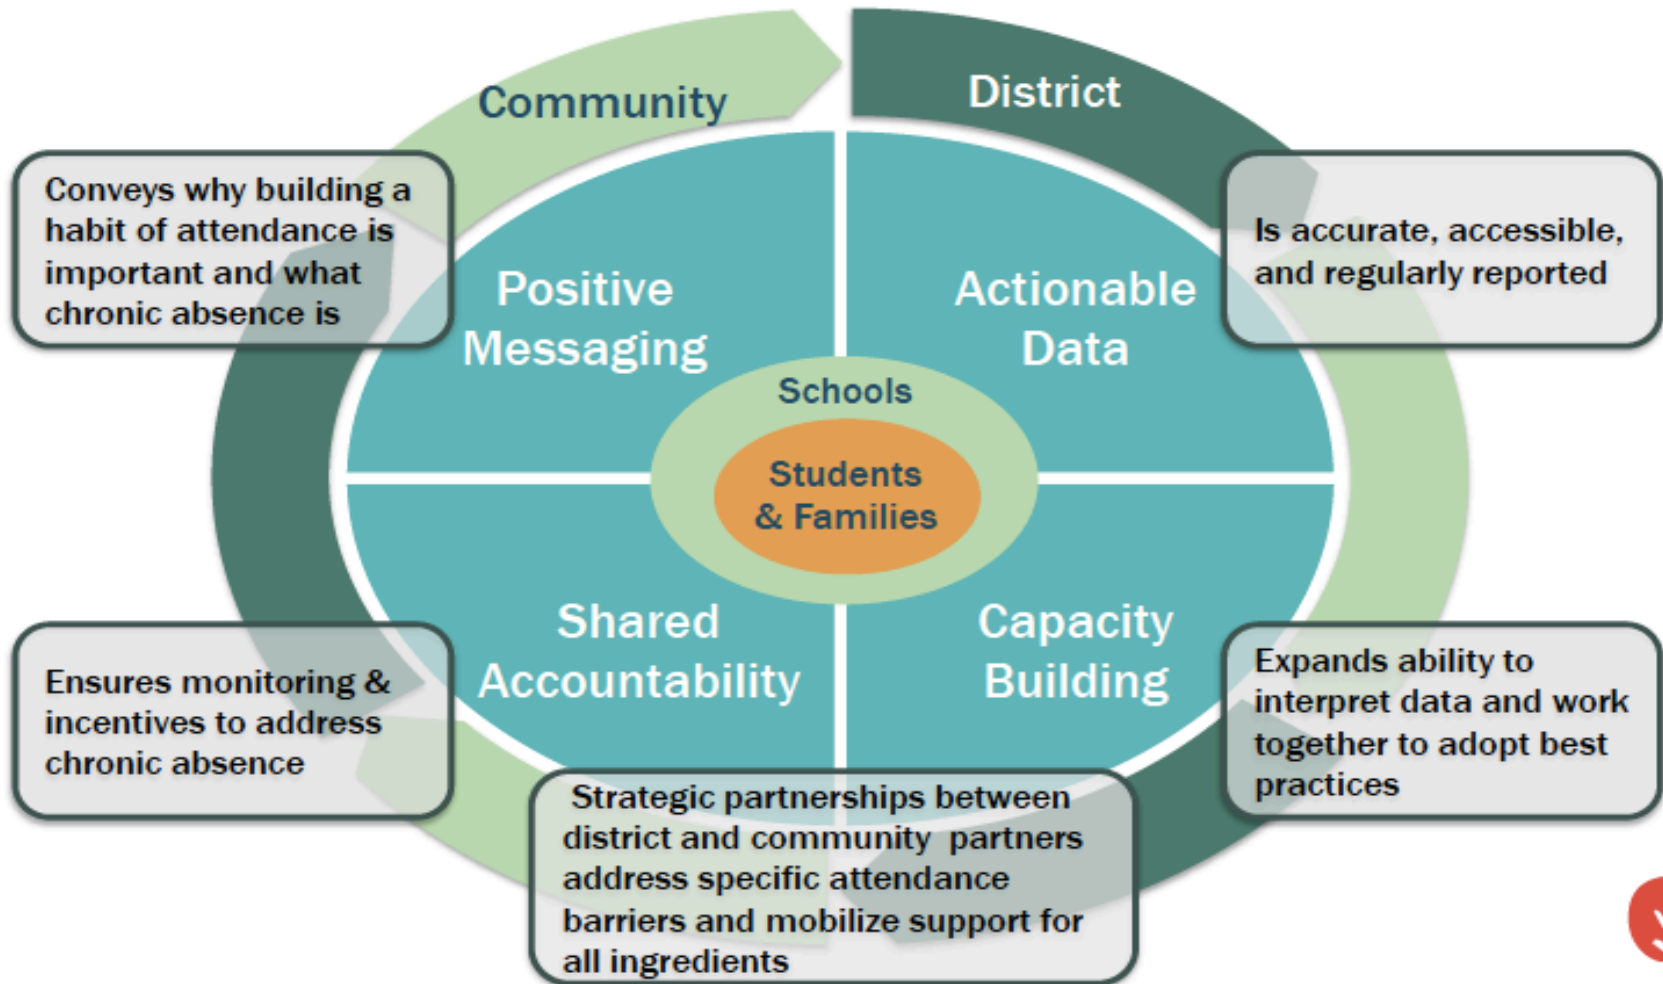 Community
District
Conveys why building a
habit of attendance is
important and what
chronic absence is
Is accurate, accessible,
and regularly reported
Positive
Messaging
Actionable
Data
Schools
Students
& Families
Shared
Accountability
Capacity
Building
Ensures monitoring &
incentives to address
chronic absence
Expands ability to
interpret data and work
together to adopt best
practices
Strategic partnerships between
district and community partners
address specific attendance
barriers and mobilize support for
all ingredients